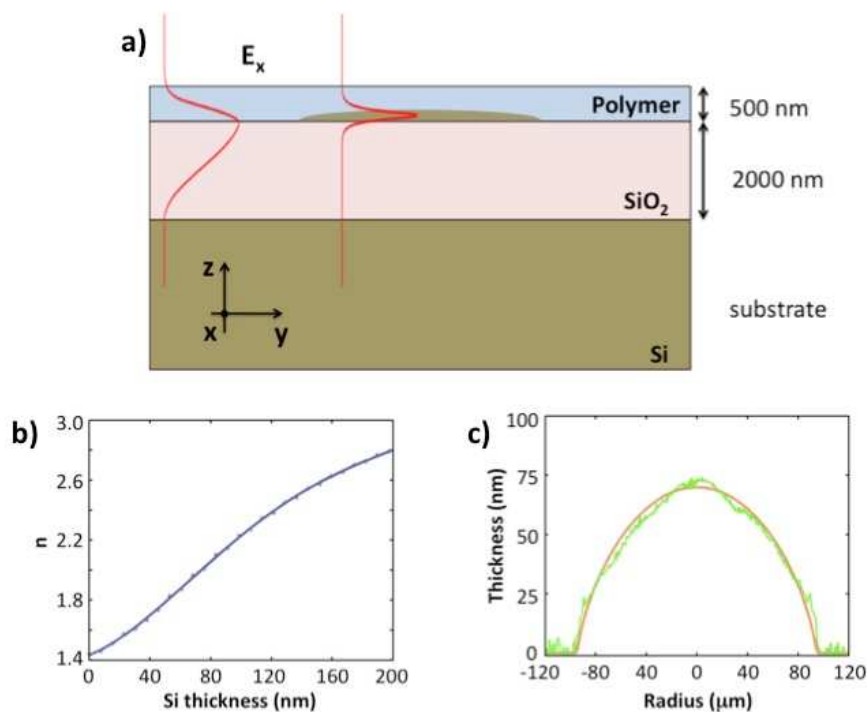 a)
Eₓ
Polymer
500 nm
2000 nm
SiO₂
z
x
y
substrate
Si
b)
3.0
2.6
2.2
1.8
1.4
n
0
40
80
120
160
200
Si thickness (nm)
c)
100
75
50
25
0
Thickness (nm)
-120
-80
40
0
40
80
120
Radius (μm)